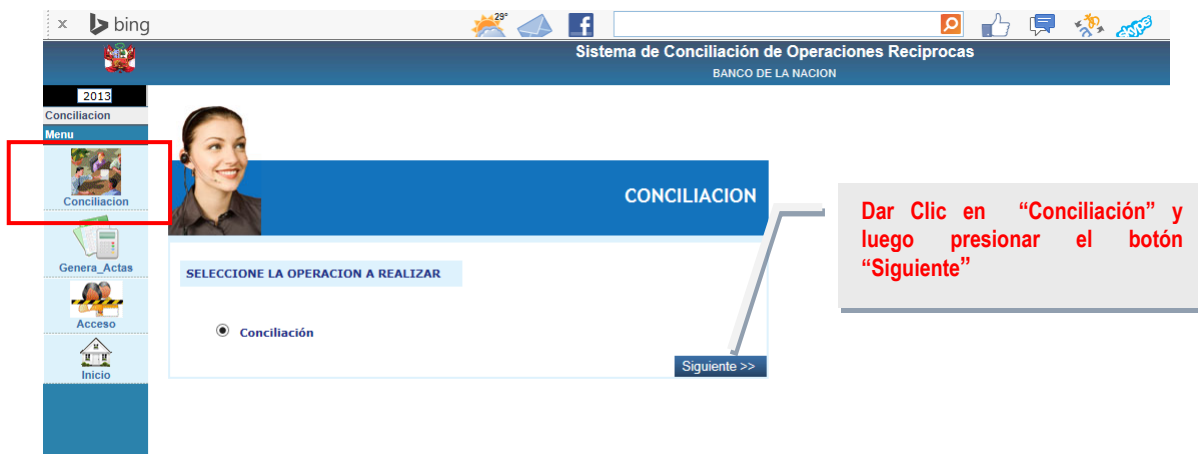 x bing
29°
Sistema de Conciliación de Operaciones Reciprocas
BANCO DE LA NACION
2013
Conciliacion
Menu
Conciliacion
Genera_Actas
Acceso
Inicio
CONCILIACION
SELECCIONE LA OPERACION A REALIZAR
Conciliación
Siguiente >>
Dar Clic en “Conciliación” y
luego presionar el botón
“Siguiente”